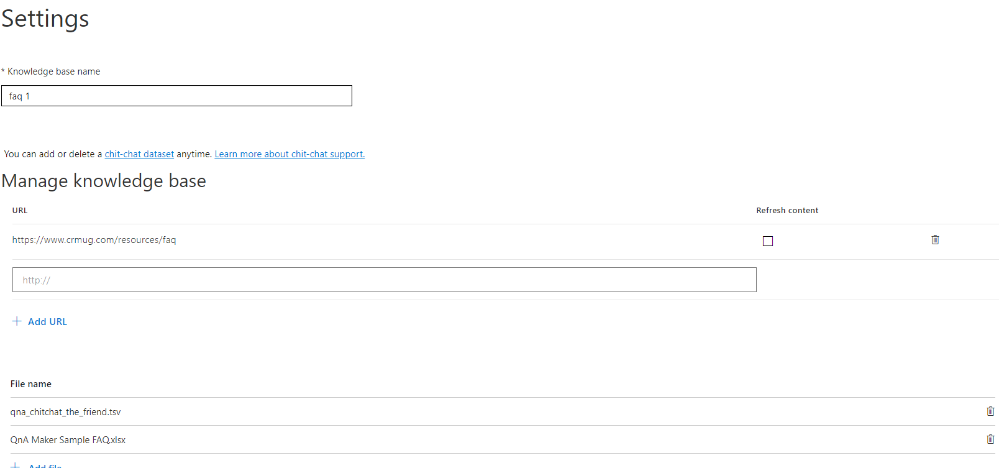 Settings
* Knowledge base name
faq 1
You can add or delete a chit-chat dataset anytime. Learn more about chit-chat support.
Manage knowledge base
URL Refresh content
https://www.crmug.com/resources/faq
http://
Add URL
File name
qna_chitchat_the_friend.tsv
QnA Maker Sample FAQ.xlsx
Add file